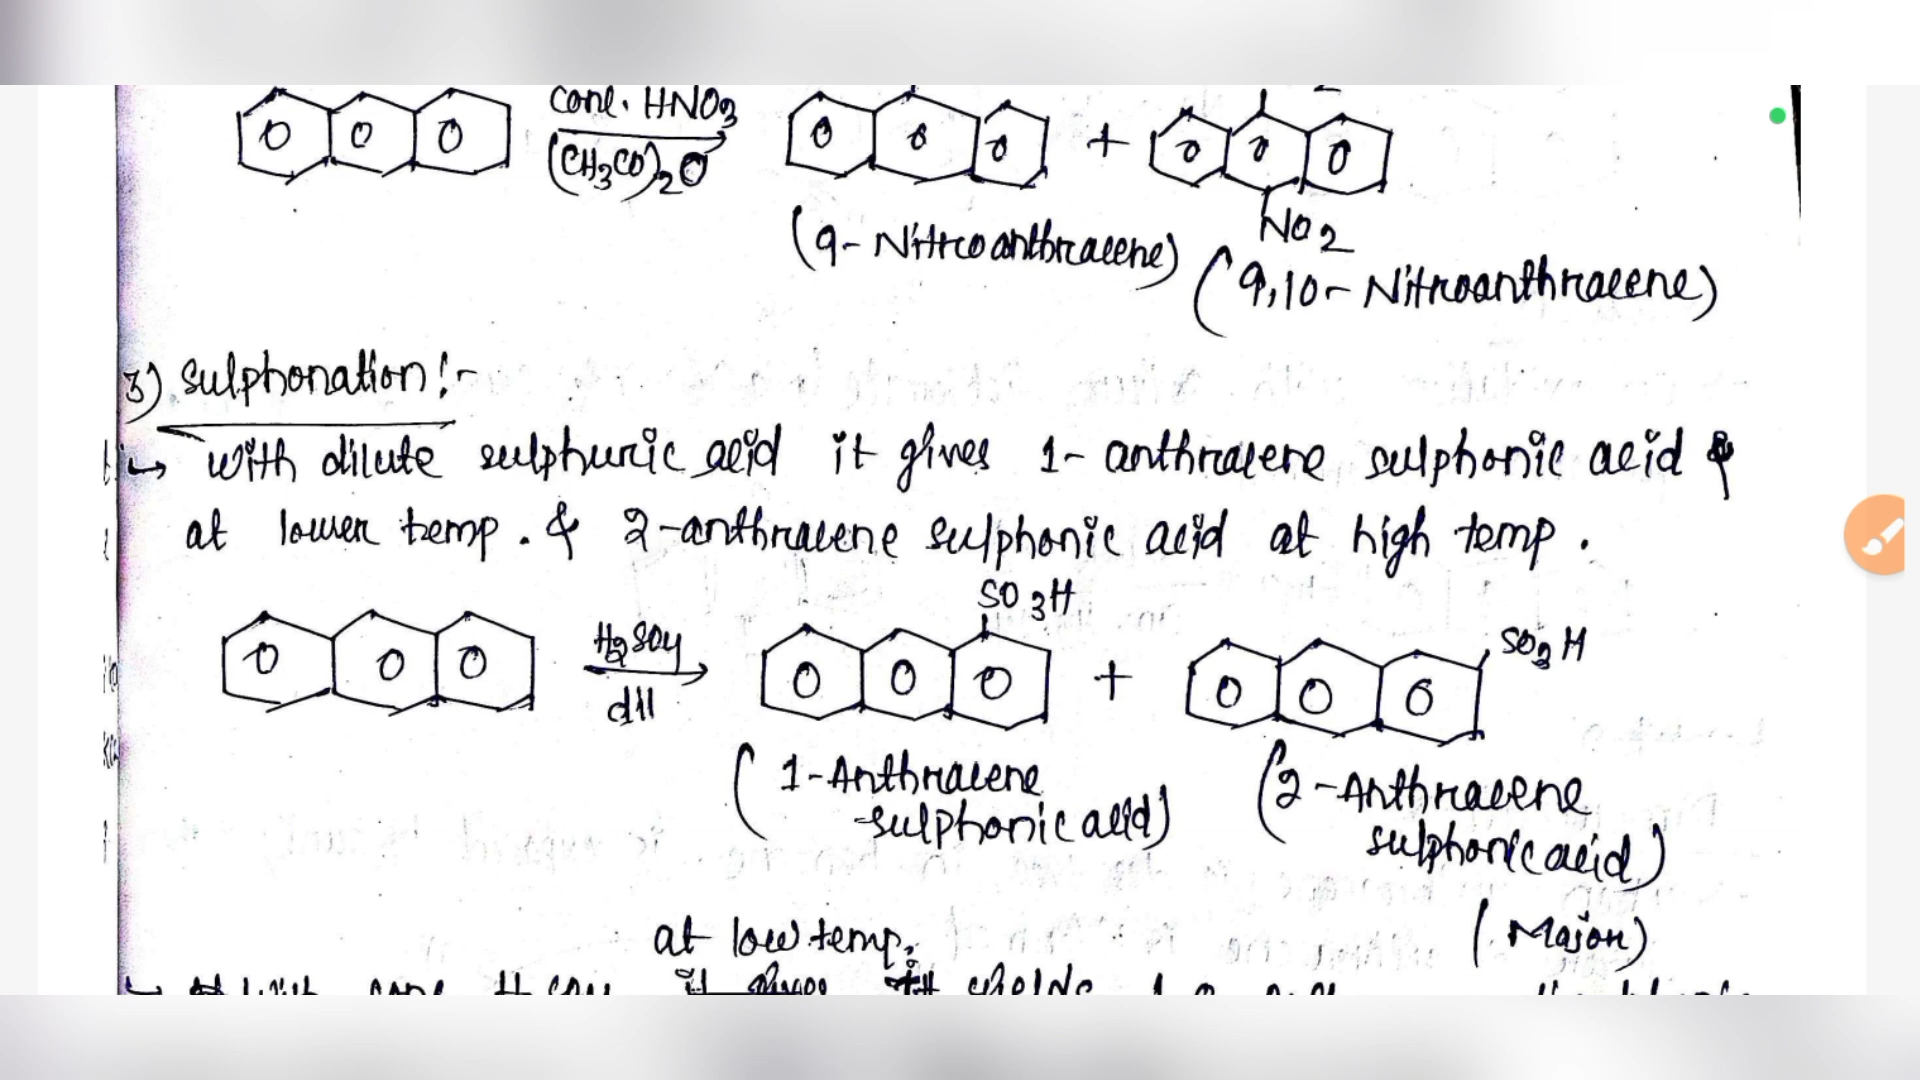 conc. HNO3
(CH3CO)2O
+
NO2
(9- Nitroanthracene)
(9,10- Nitroanthracene)
3) sulphonation:-
↳ with dilute sulphuric acid it gives 1- anthracene sulphonic acid
at lower temp. & 2-anthracene sulphonic acid at high temp.
SO3H
H2SO4
dil
+
SO3H
(1-Anthracene
-sulphonic acid)
(2-Anthracene
sulphonic acid)
at low temp.
(Major)